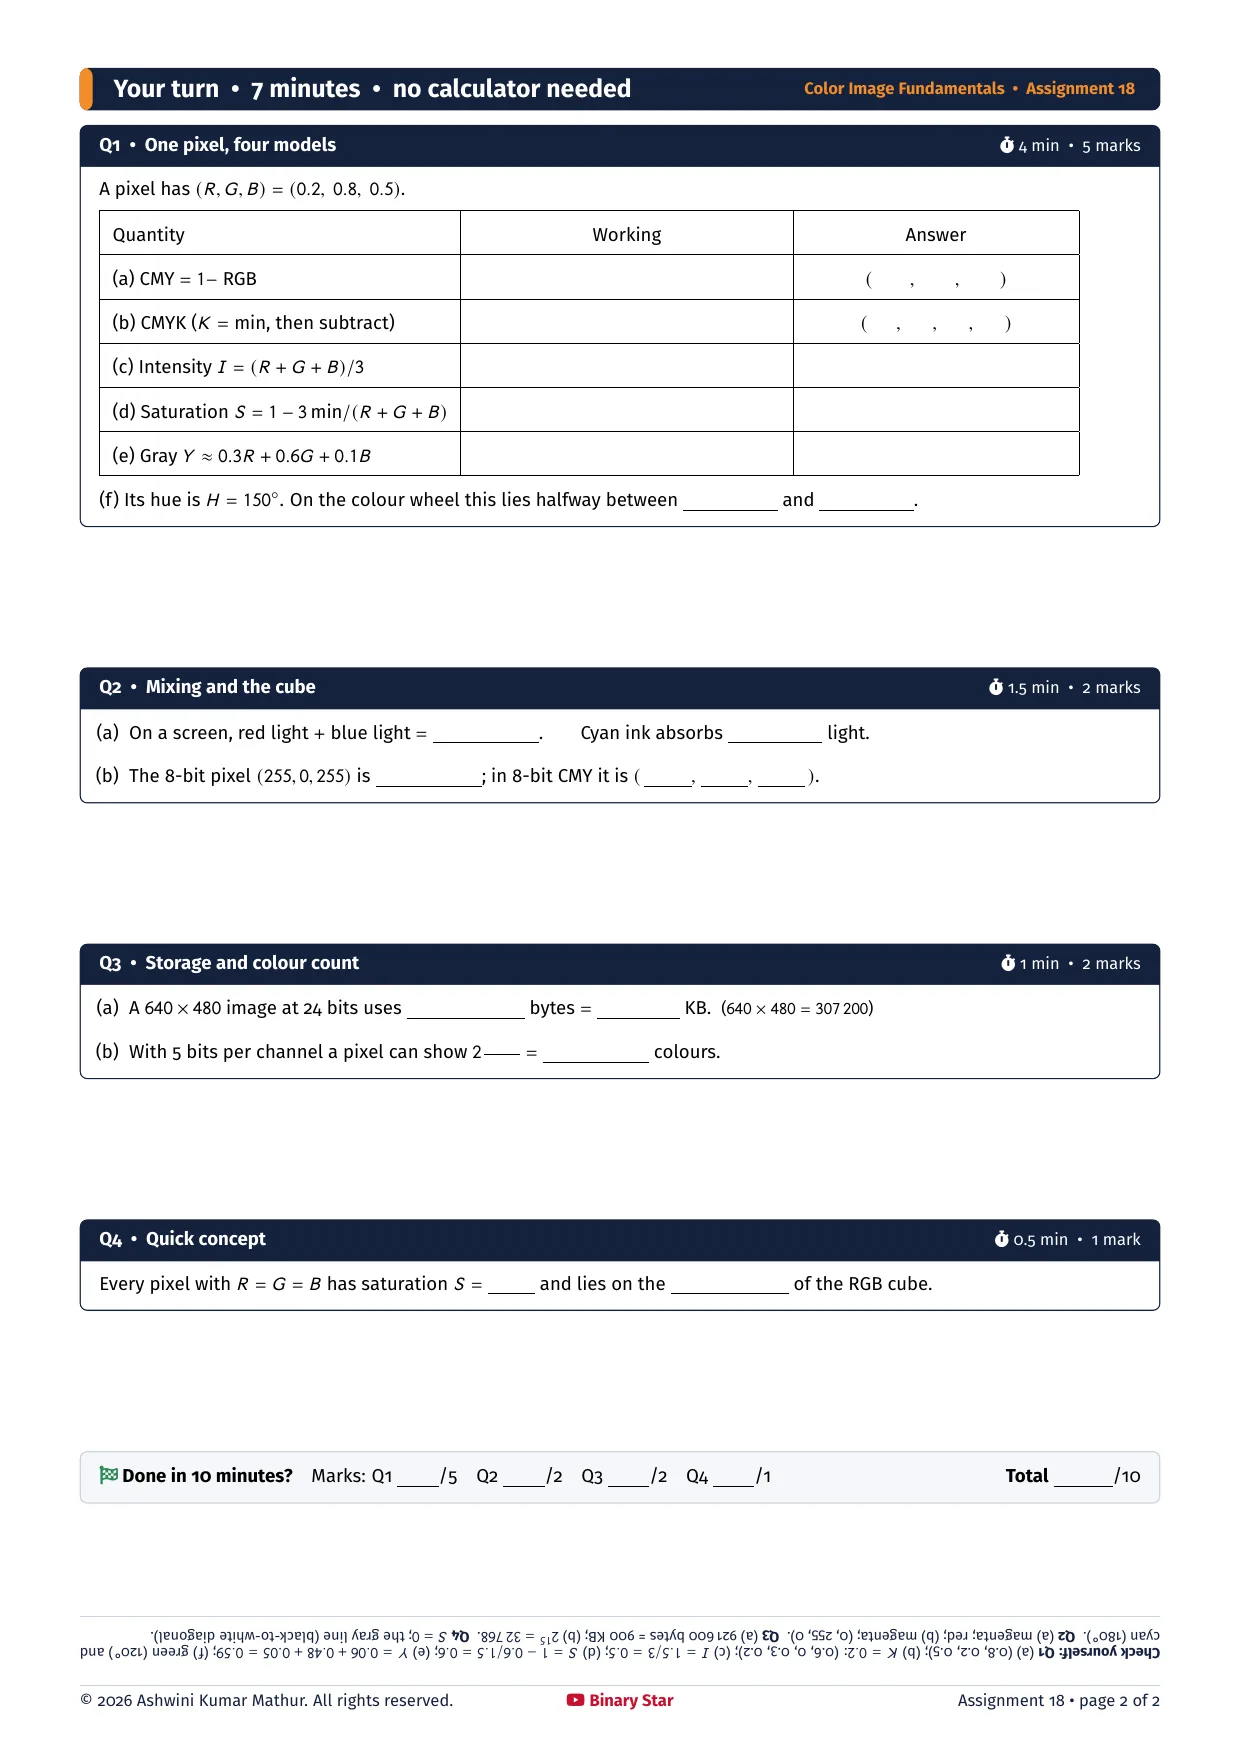 Your turn • 7 minutes • no calculator needed
Color Image Fundamentals • Assignment 18
Q1 • One pixel, four models
4 min • 5 marks
A pixel has (R, G, B) = (0.2, 0.8, 0.5).
Quantity Working Answer
(a) CMY = 1− RGB ( , , )
(b) CMYK (K = min, then subtract) ( , , , )
(c) Intensity I = (R + G + B)/3
(d) Saturation S = 1 − 3 min/(R + G + B)
(e) Gray Y ≈ 0.3R + 0.6G + 0.1B
(f) Its hue is H = 150°. On the colour wheel this lies halfway between ________ and ________.
Q2 • Mixing and the cube
1.5 min • 2 marks
(a) On a screen, red light + blue light = ________. Cyan ink absorbs ________ light.
(b) The 8-bit pixel (255, 0, 255) is ________; in 8-bit CMY it is ( ____, ____, ____ ).
Q3 • Storage and colour count
1 min • 2 marks
(a) A 640 × 480 image at 24 bits uses ________ bytes = ________ KB. (640 × 480 = 307 200)
(b) With 5 bits per channel a pixel can show 2___ = ________ colours.
Q4 • Quick concept
0.5 min • 1 mark
Every pixel with R = G = B has saturation S = ____ and lies on the ________ of the RGB cube.
Done in 10 minutes? Marks: Q1 ____/5 Q2 ____/2 Q3 ____/2 Q4 ____/1 Total ____/10
Check yourself: Q1 (a) (0.8, 0.2, 0.5); (b) K = 0.2: (0.6, 0, 0.3, 0.2); (c) I = 1.5/3 = 0.5; (d) S = 1 − 0.6/1.5 = 0.6; (e) Y = 0.06 + 0.48 + 0.05 = 0.59; (f) green (120°) and
cyan (180°). Q2 (a) magenta; red; (b) magenta; (0, 255, 0). Q3 (a) 921 600 bytes = 900 KB; (b) 2¹⁵ = 32 768. Q4 S = 0; the gray line (black-to-white diagonal).
© 2026 Ashwini Kumar Mathur. All rights reserved.
Binary Star
Assignment 18 • page 2 of 2